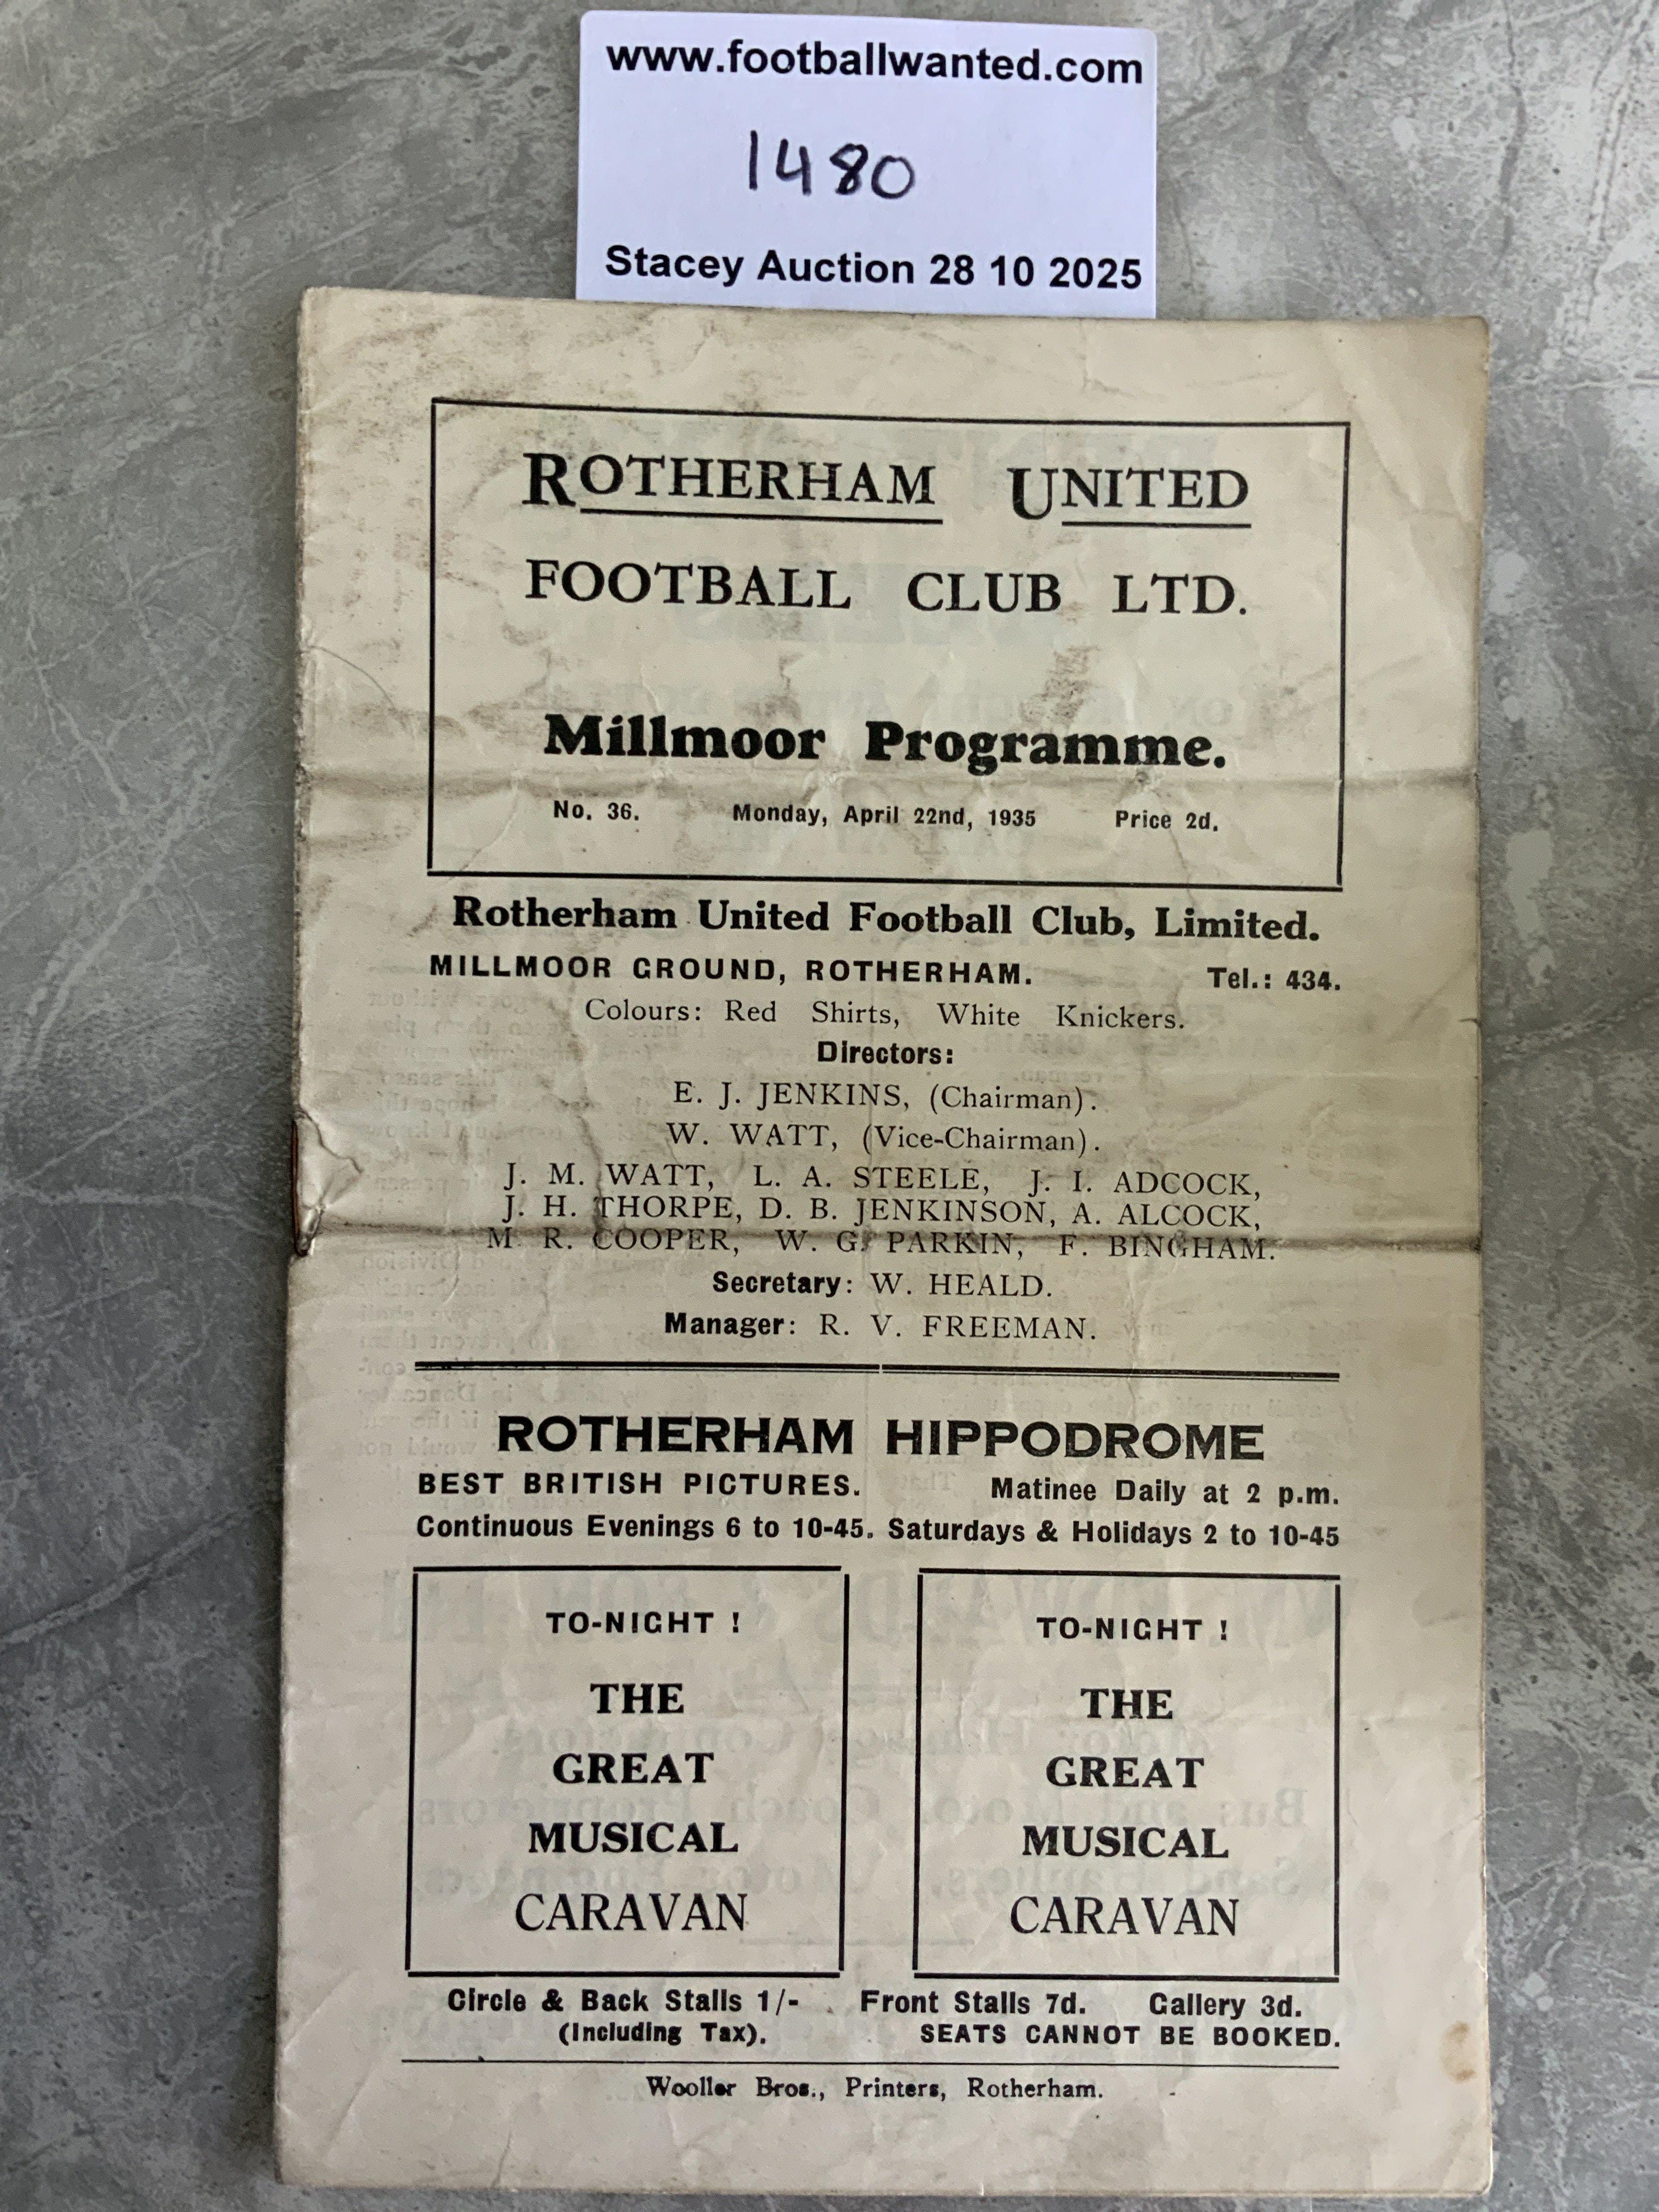 www.footballwanted.com
1480
Stacey Auction 28 10 2025
ROTHERHAM UNITED
FOOTBALL CLUB LTD.
Millmoor Programme.
No. 36. Monday, April 22nd, 1935 Price 2d.
Rotherham United Football Club, Limited.
MILLMOOR GROUND, ROTHERHAM. Tel.: 434.
Colours: Red Shirts, White Knickers.
Directors:
E. J. JENKINS, (Chairman).
W. WATT, (Vice-Chairman).
J. M. WATT, L. A. STEELE, J. I. ADCOCK,
J. H. THORPE, D. B. JENKINSON, A. ALCOCK,
M. R. COOPER, W. G. PARKIN, F. BINGHAM.
Secretary: W. HEALD.
Manager: R. V. FREEMAN.
ROTHERHAM HIPPODROME
BEST BRITISH PICTURES. Matinee Daily at 2 p.m.
Continuous Evenings 6 to 10-45. Saturdays & Holidays 2 to 10-45
TO-NIGHT !
THE
GREAT
MUSICAL
CARAVAN
TO-NIGHT !
THE
GREAT
MUSICAL
CARAVAN
Circle & Back Stalls 1/- Front Stalls 7d. Gallery 3d.
(Including Tax). SEATS CANNOT BE BOOKED.
Wooller Bros., Printers, Rotherham.